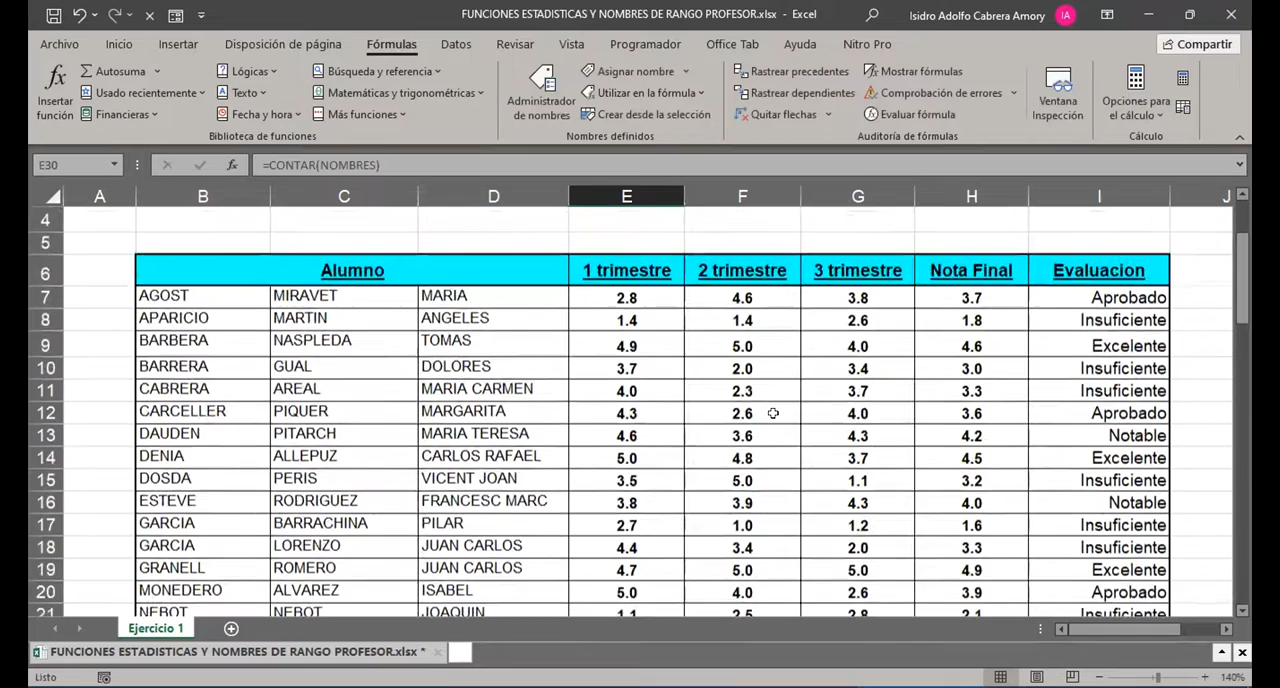 FUNCIONES ESTADISTICAS Y NOMBRES DE RANGO PROFESOR.xlsx - Excel
Isidro Adolfo Cabrera Amory IA
Archivo Inicio Insertar Disposición de página Fórmulas Datos Revisar Vista Programador Office Tab Ayuda Nitro Pro Compartir
fx Autosuma Lógicas Búsqueda y referencia Asignar nombre Rastrear precedentes Mostrar fórmulas
Insertar función Usado recientemente Texto Matemáticas y trigonométricas Administrador de nombres Utilizar en la fórmula Rastrear dependientes Comprobación de errores Ventana Inspección Opciones para el cálculo
Financieras Fecha y hora Más funciones Crear desde la selección Quitar flechas Evaluar fórmula
Biblioteca de funciones Nombres definidos Auditoría de fórmulas Cálculo
E30 fx =CONTAR(NOMBRES)
A B C D E F G H I J
4
5
6 Alumno 1 trimestre 2 trimestre 3 trimestre Nota Final Evaluacion
7 AGOST MIRAVET MARIA 2.8 4.6 3.8 3.7 Aprobado
8 APARICIO MARTIN ANGELES 1.4 1.4 2.6 1.8 Insuficiente
9 BARBERA NASPLEDA TOMAS 4.9 5.0 4.0 4.6 Excelente
10 BARRERA GUAL DOLORES 3.7 2.0 3.4 3.0 Insuficiente
11 CABRERA AREAL MARIA CARMEN 4.0 2.3 3.7 3.3 Insuficiente
12 CARCELLER PIQUER MARGARITA 4.3 2.6 4.0 3.6 Aprobado
13 DAUDEN PITARCH MARIA TERESA 4.6 3.6 4.3 4.2 Notable
14 DENIA ALLEPUZ CARLOS RAFAEL 5.0 4.8 3.7 4.5 Excelente
15 DOSDA PERIS VICENT JOAN 3.5 5.0 1.1 3.2 Insuficiente
16 ESTEVE RODRIGUEZ FRANCESC MARC 3.8 3.9 4.3 4.0 Notable
17 GARCIA BARRACHINA PILAR 2.7 1.0 1.2 1.6 Insuficiente
18 GARCIA LORENZO JUAN CARLOS 4.4 3.4 2.0 3.3 Insuficiente
19 GRANELL ROMERO JUAN CARLOS 4.7 5.0 5.0 4.9 Excelente
20 MONEDERO ALVAREZ ISABEL 5.0 4.0 2.6 3.9 Aprobado
21 NEBOT NEBOT JOAQUIN 1.1 2.5 2.8 2.1 Insuficiente
Ejercicio 1
FUNCIONES ESTADISTICAS Y NOMBRES DE RANGO PROFESOR.xlsx *
Listo 140%